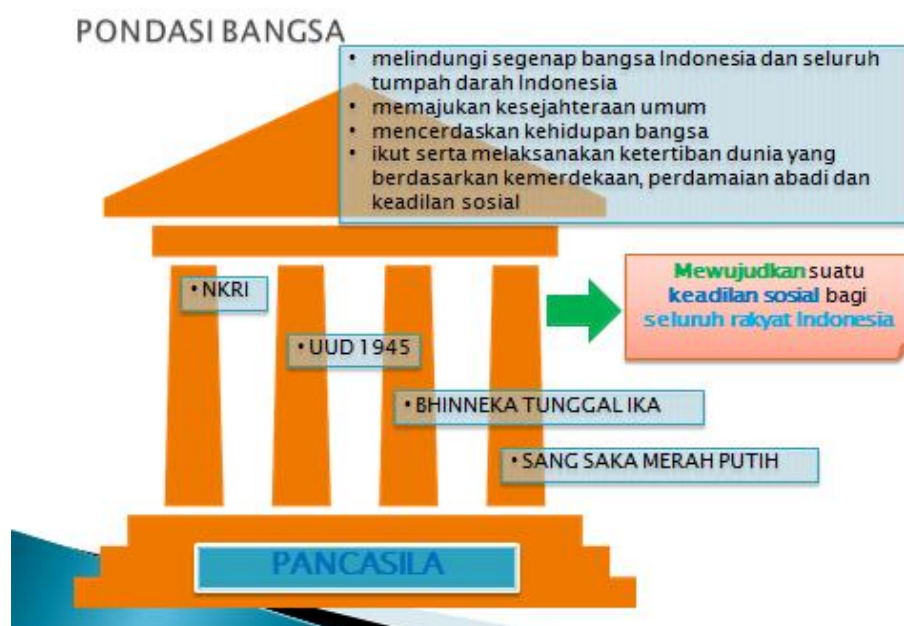 PONDASI BANGSA
• melindungi segenap bangsa Indonesia dan seluruh
tumpah darah Indonesia
• memajukan kesejahteraan umum
• mencerdaskan kehidupan bangsa
• ikut serta melaksanakan ketertiban dunia yang
berdasarkan kemerdekaan, perdamaian abadi dan
keadilan sosial
• NKRI
• UUD 1945
• BHINNEKA TUNGGAL IKA
• SANG SAKA MERAH PUTIH
Mewujudkan suatu
keadilan sosial bagi
seluruh rakyat Indonesia
PANCASILA